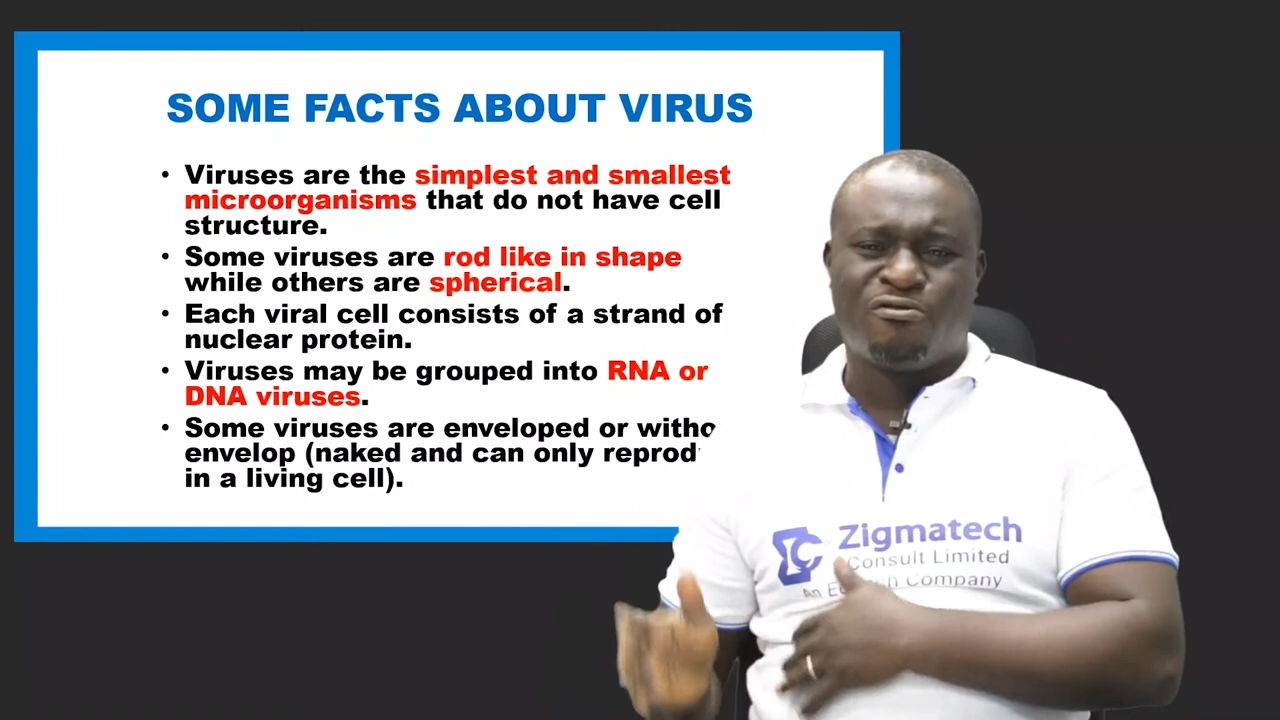 SOME FACTS ABOUT VIRUS
• Viruses are the simplest and smallest
microorganisms that do not have cell
structure.
• Some viruses are rod like in shape
while others are spherical.
• Each viral cell consists of a strand of
nuclear protein.
• Viruses may be grouped into RNA or
DNA viruses.
• Some viruses are enveloped or witho
envelop (naked and can only reprod
in a living cell).
Zigmatech
Consult Limited
an Company